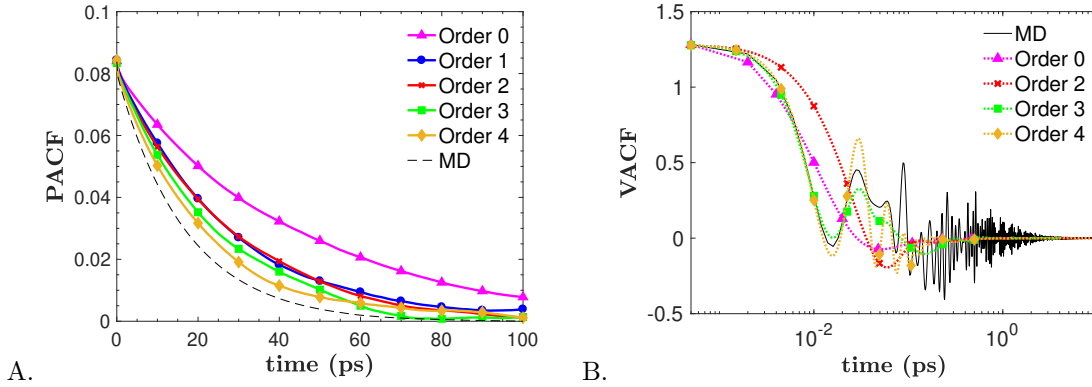 0.1
0.08
0.06
0.04
0.02
0
0 20 40 60 80 100
PACF
time (ps)
Order 0
Order 1
Order 2
Order 3
Order 4
MD
A.
1.5
1
0.5
0
-0.5
10⁻² 10⁰
VACF
time (ps)
MD
Order 0
Order 2
Order 3
Order 4
B.